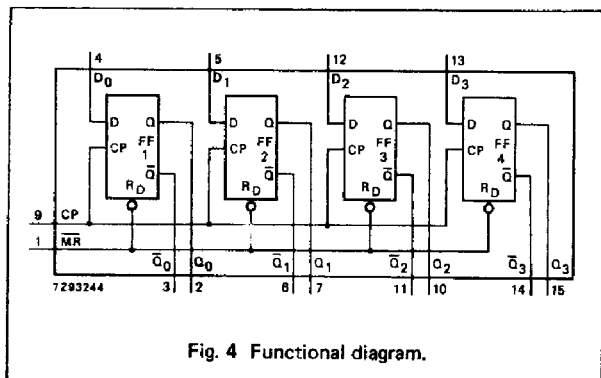 4 5 12 13
D0 D1 D2 D3
D Q D Q D Q D Q
FF 1 FF 2 FF 3 FF 4
CP CP CP CP
Q̅ Q̅ Q̅ Q̅
RD RD RD RD
9 CP
1 M̅R̅
Q̅0 Q0 Q̅1 Q1 Q̅2 Q2 Q̅3 Q3
7293244 3 2 6 7 11 10 14 15
Fig. 4 Functional diagram.